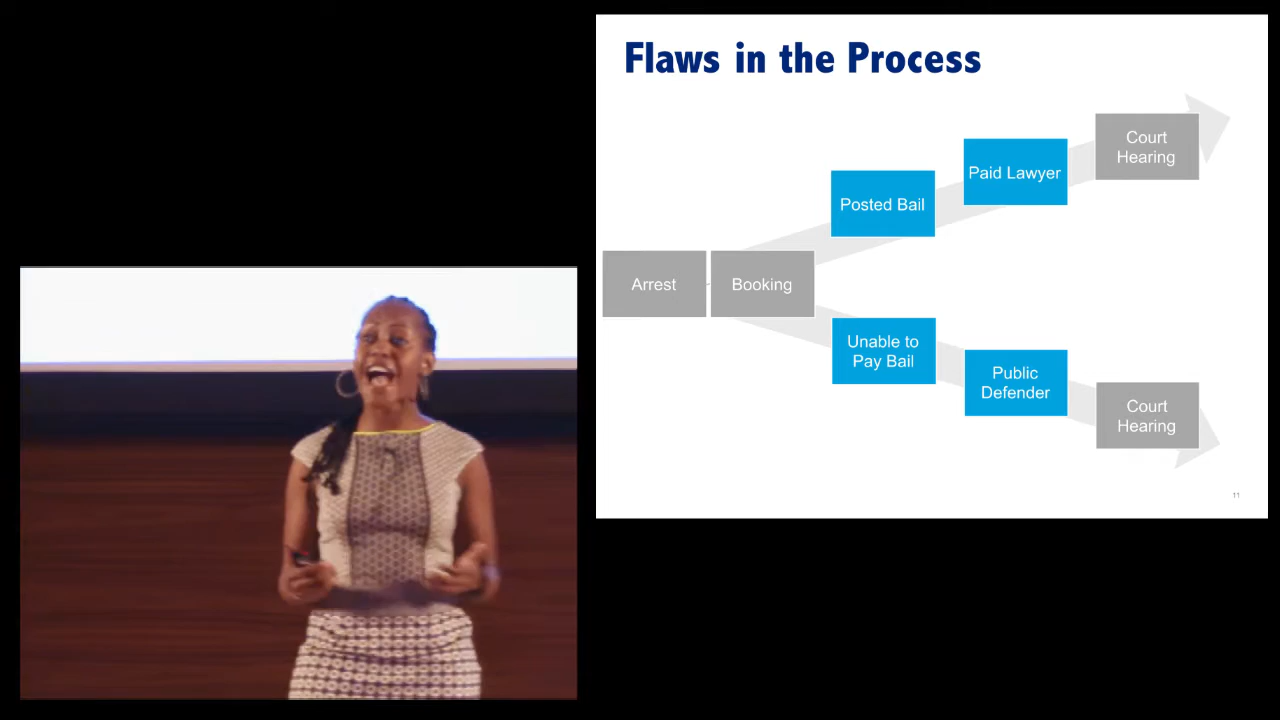 Flaws in the Process
Arrest
Booking
Posted Bail
Paid Lawyer
Court
Hearing
Unable to
Pay Bail
Public
Defender
Court
Hearing
11